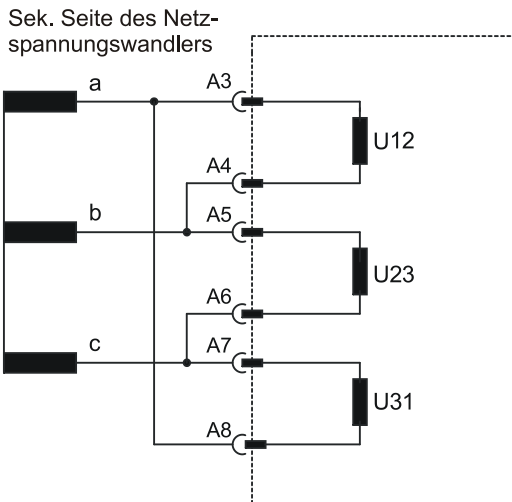 Sek. Seite des Netz-
spannungswandlers
a
A3
U12
A4
b
A5
U23
A6
c
A7
U31
A8